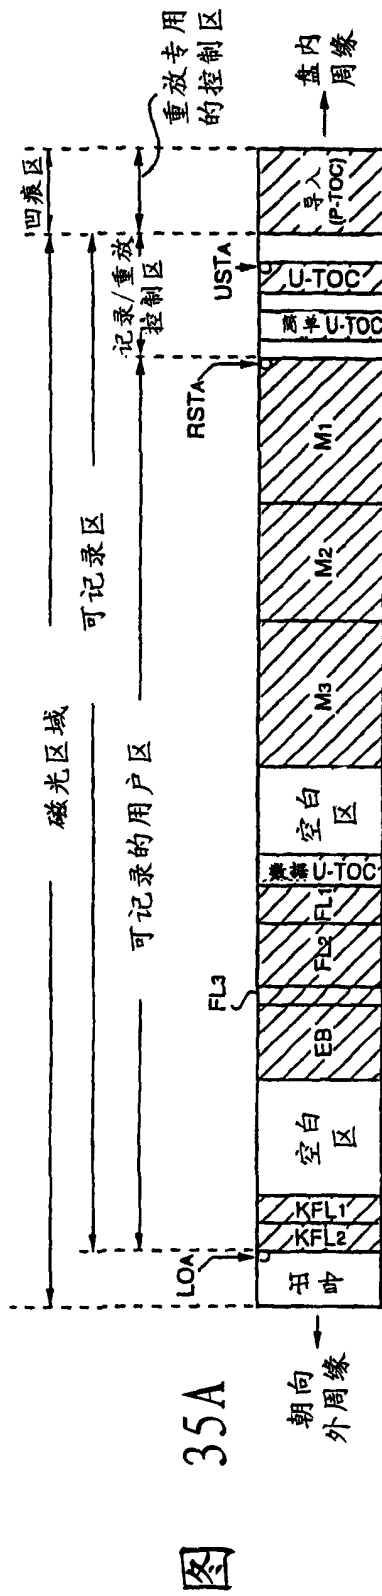 磁光区域
凹痕区
可记录区
重放专用
的控制区
可记录的用户区
记录/重放
控制区
LOA
FL3
RSTA
USTA
朝向
外周缘
导出
KFL2
KFL1
空白
区
EB
FL2
FL1
数据 U-TOC
空白
区
M3
M2
M1
单 U-TOC
U-TOC
导入
(P-TOC)
盘内
周缘
图 35A